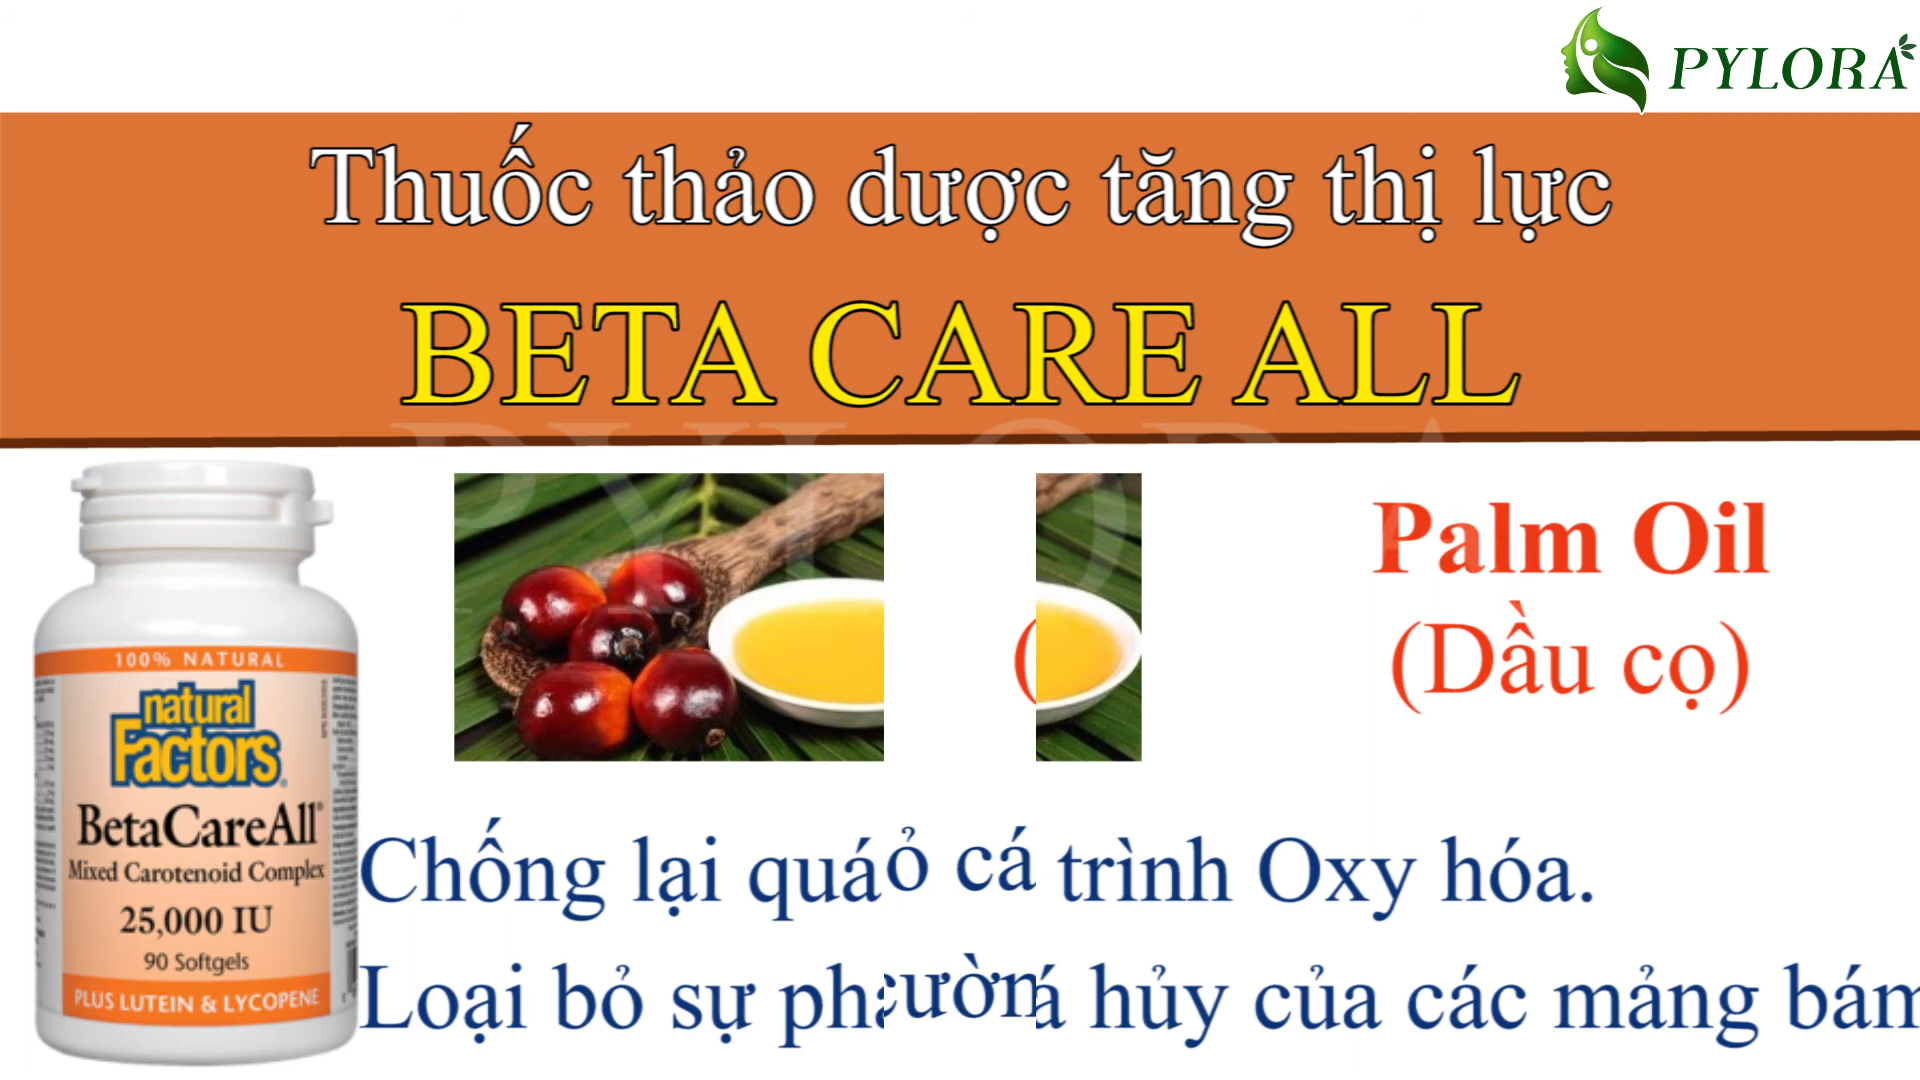 PYLORA
Thuốc thảo dược tăng thị lực
BETA CARE ALL
PYLORA
Palm Oil
(
(Dầu cọ)
100% NATURAL
natural
Factors
BetaCareAll®
Mixed Carotenoid Complex
25,000 IU
90 Softgels
PLUS LUTEIN & LYCOPENE
Chống lại quá ỏ cá trình Oxy hóa.
Loại bỏ sự ph ườn á hủy của các mảng bám